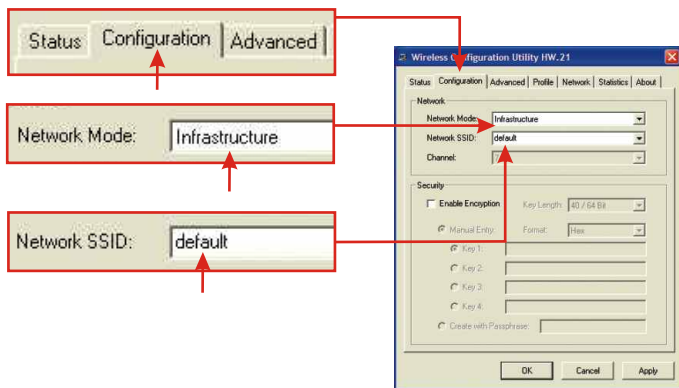 Status Configuration Advanced
Network Mode: Infrastructure
Network SSID: default
Wireless Configuration Utility HW.21
Status Configuration Advanced Profile Network Statistics About
Network
Network Mode: Infrastructure
Network SSID: default
Channel: 7
Security
Enable Encryption Key Length: 40 / 64 Bit
Manual Entry: Format: Hex
Key 1:
Key 2:
Key 3:
Key 4:
Create with Passphrase:
OK Cancel Apply